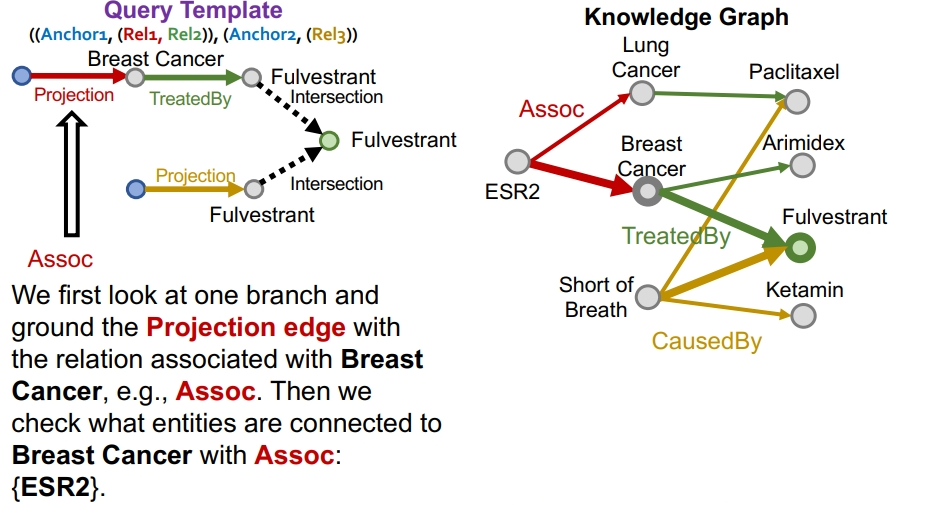 Query Template
((Anchor1, (Rel1, Rel2)), (Anchor2, (Rel3))
Breast Cancer
Fulvestrant
Projection
TreatedBy
Intersection
Fulvestrant
Projection
Intersection
Fulvestrant
Assoc
We first look at one branch and
ground the Projection edge with
the relation associated with Breast
Cancer, e.g., Assoc. Then we
check what entities are connected to
Breast Cancer with Assoc:
{ESR2}.
Knowledge Graph
Lung
Cancer
Paclitaxel
Assoc
Breast
Cancer
Arimidex
ESR2
Fulvestrant
TreatedBy
Short of
Breath
Ketamin
CausedBy